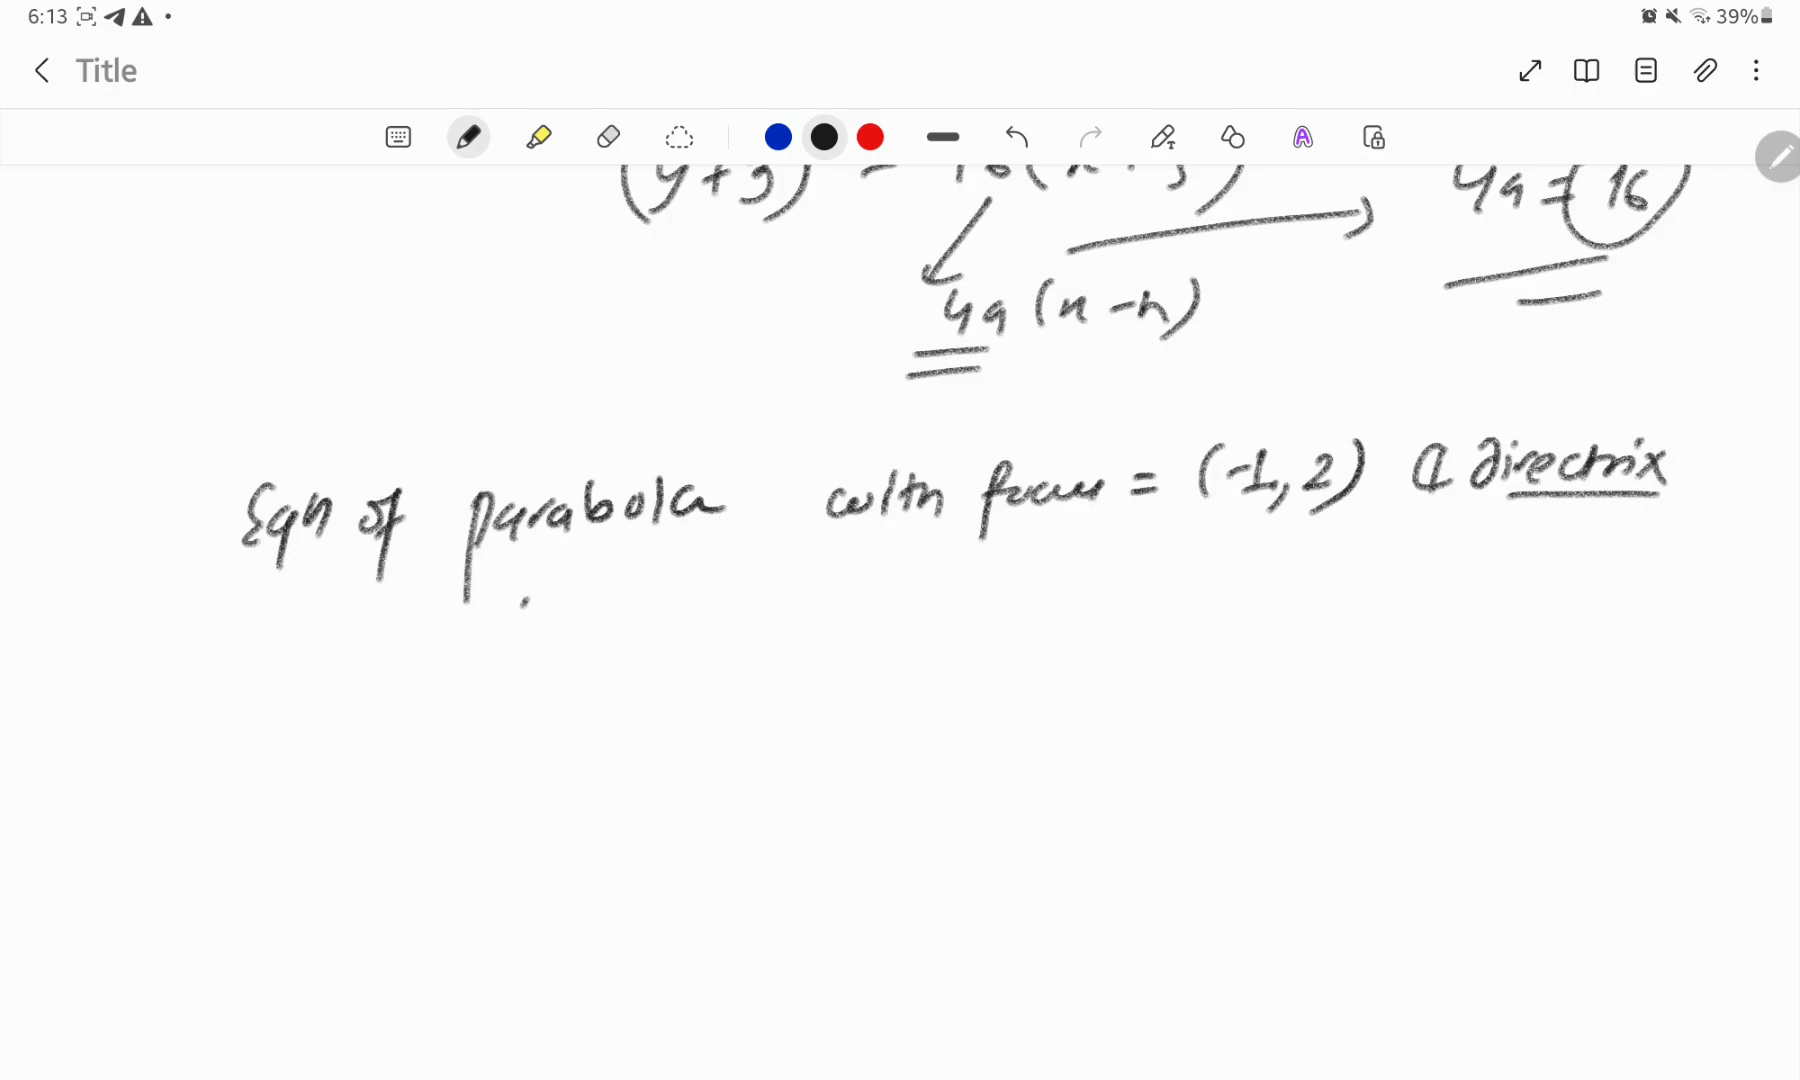 6:13
39%
Title
4a = 16
4a (x - h)
Eqn of parabola with focus = (-1, 2) & directrix